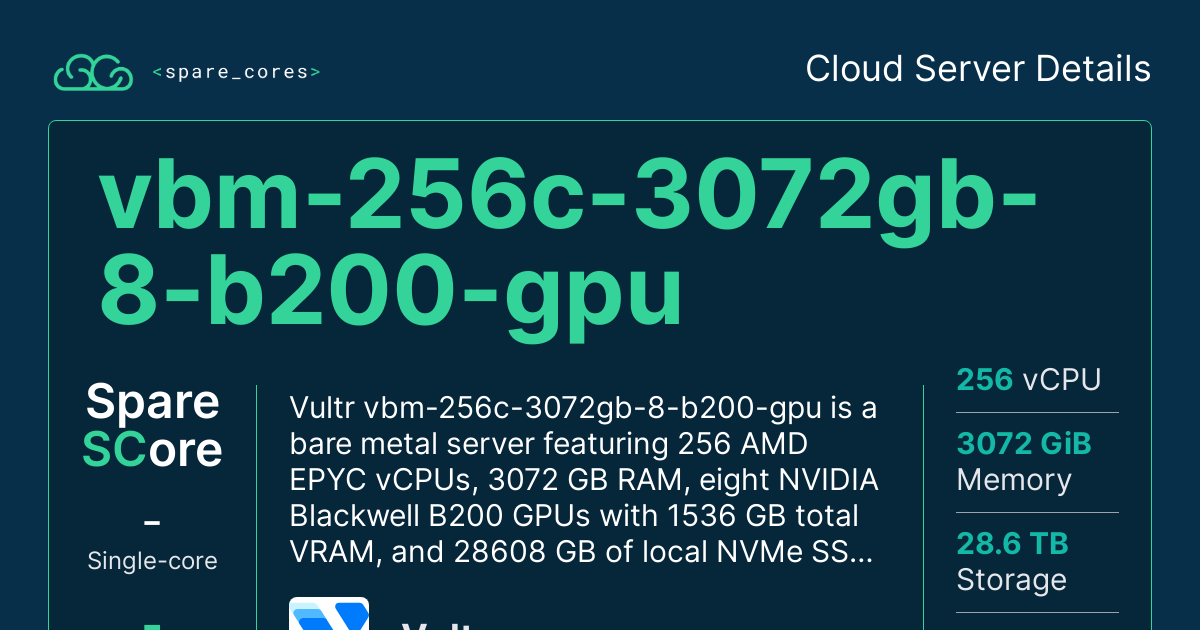 <spare_cores>
Cloud Server Details
vbm-256c-3072gb-
8-b200-gpu
Spare
SCore
–
Single-core
Vultr vbm-256c-3072gb-8-b200-gpu is a
bare metal server featuring 256 AMD
EPYC vCPUs, 3072 GB RAM, eight NVIDIA
Blackwell B200 GPUs with 1536 GB total
VRAM, and 28608 GB of local NVMe SS...
256 vCPU
3072 GiB
Memory
28.6 TB
Storage